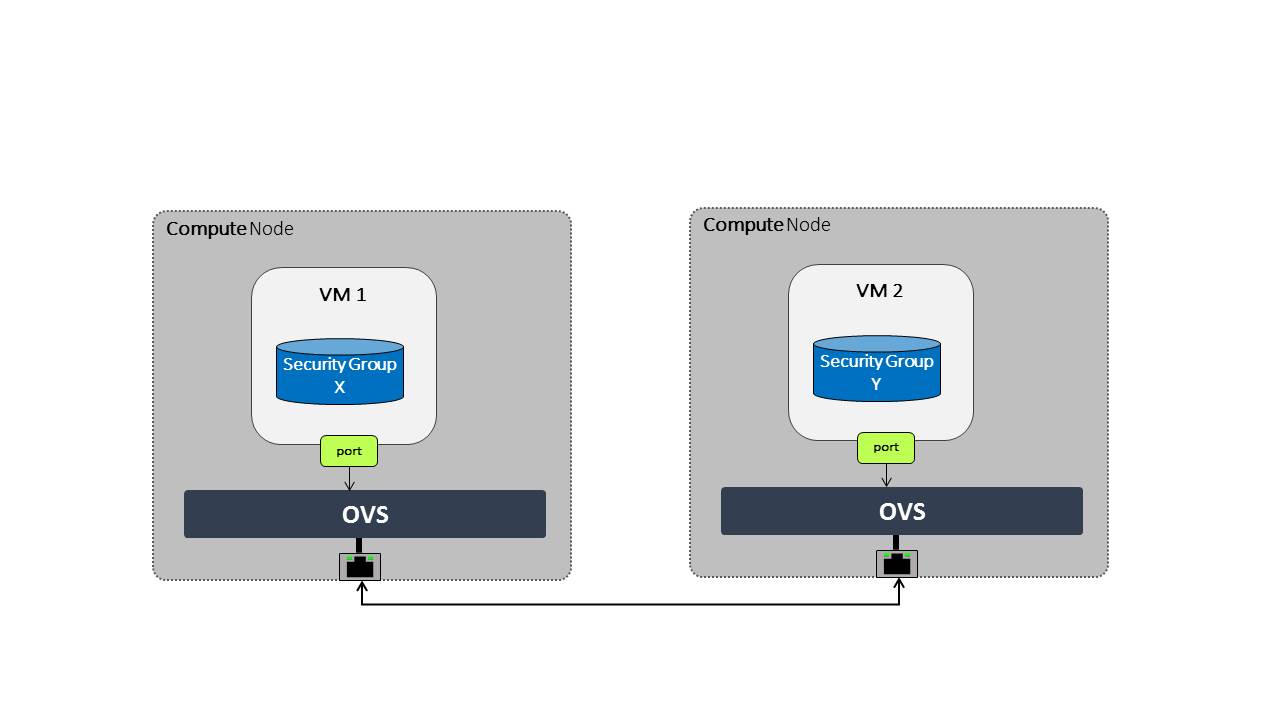 Compute Node
VM 1
Security Group
X
port
OVS
Compute Node
VM 2
Security Group
Y
port
OVS